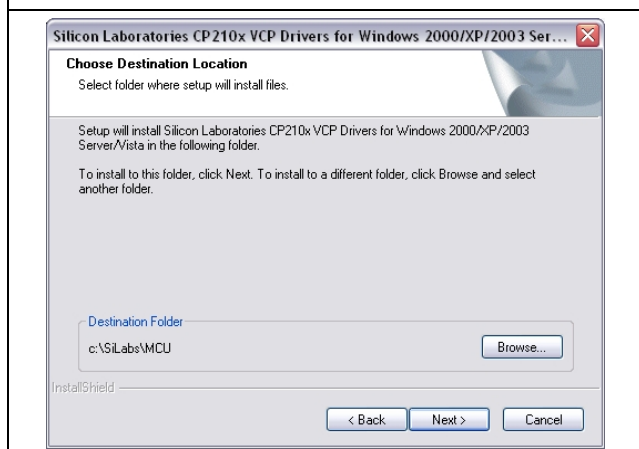 Silicon Laboratories CP210x VCP Drivers for Windows 2000/XP/2003 Ser...
Choose Destination Location
Select folder where setup will install files.
Setup will install Silicon Laboratories CP210x VCP Drivers for Windows 2000/XP/2003
Server/Vista in the following folder.
To install to this folder, click Next. To install to a different folder, click Browse and select
another folder.
Destination Folder
c:\SiLabs\MCU
Browse...
InstallShield
< Back
Next >
Cancel